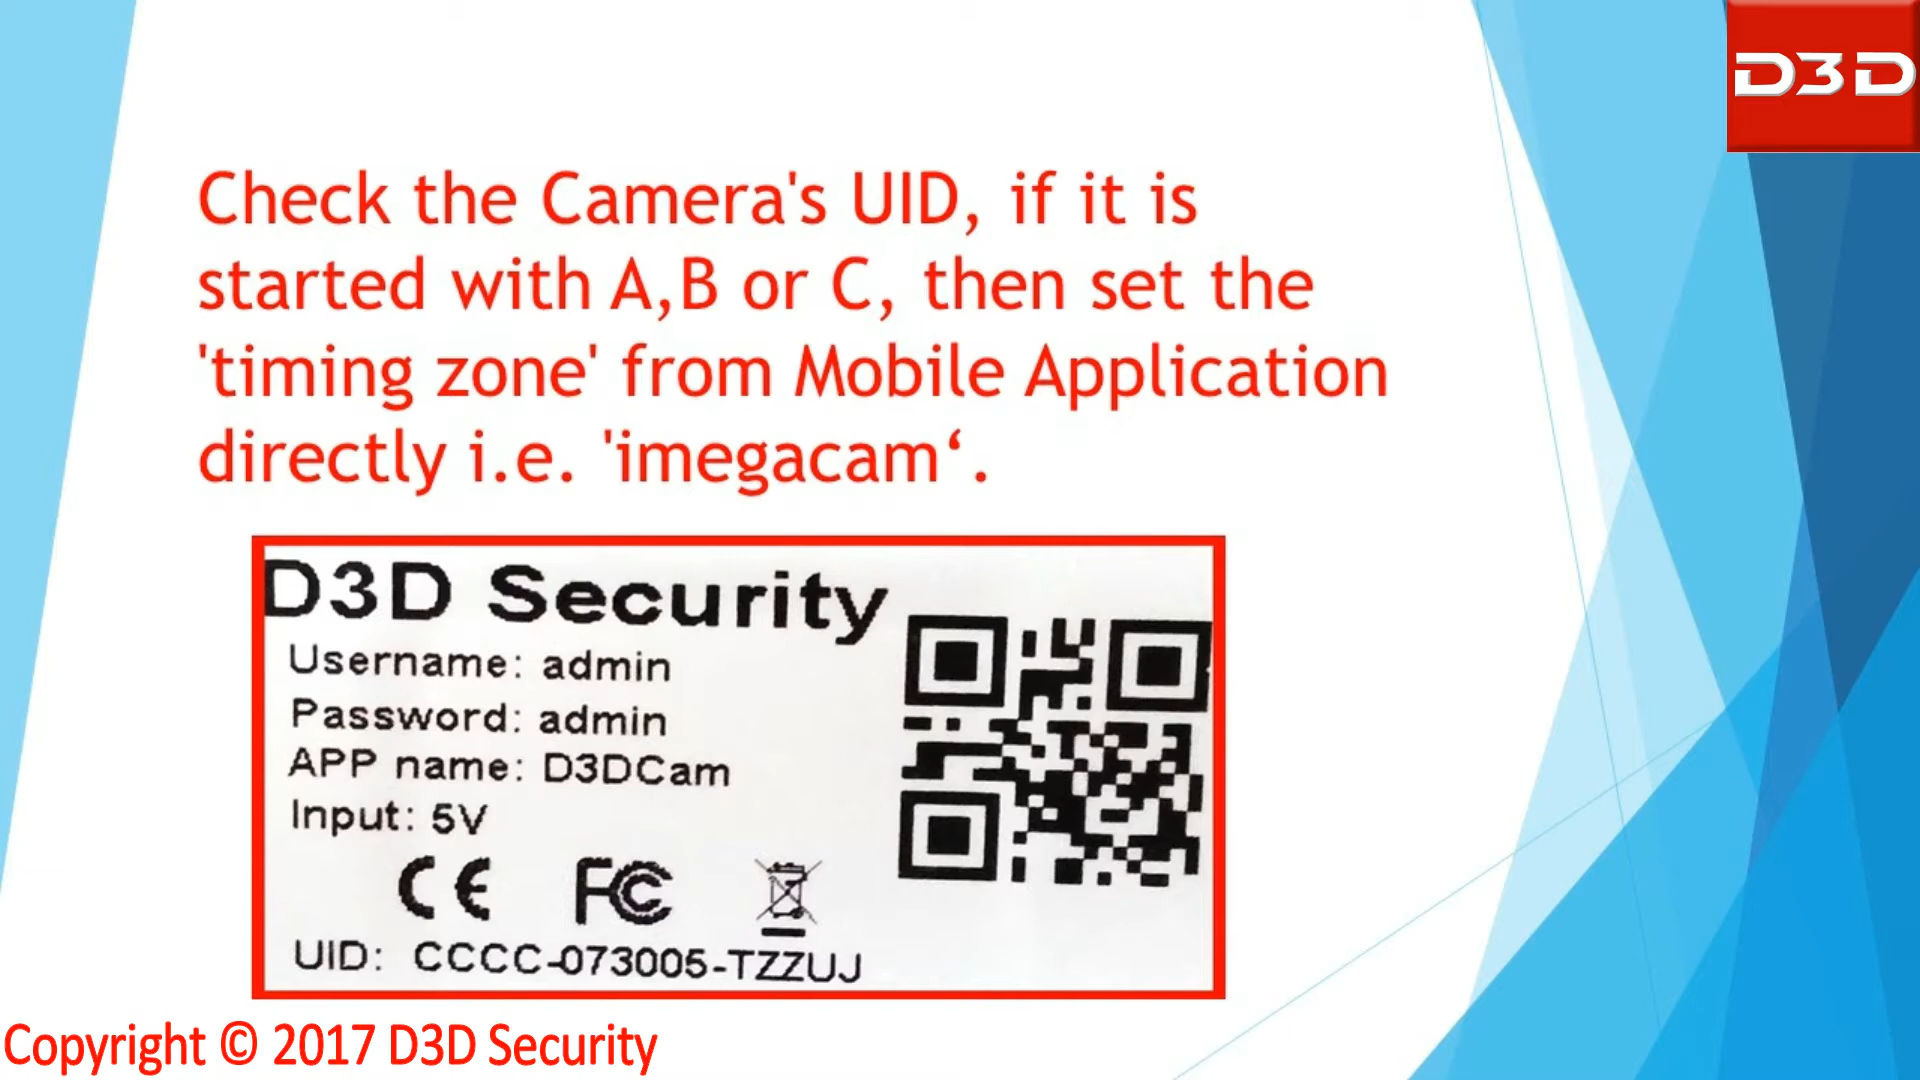 D3D
Check the Camera's UID, if it is
started with A,B or C, then set the
'timing zone' from Mobile Application
directly i.e. 'imegacam‘.
D3D Security
Username: admin
Password: admin
APP name: D3DCam
Input: 5V
CE FC
UID: CCCC-073005-TZZUJ
Copyright © 2017 D3D Security